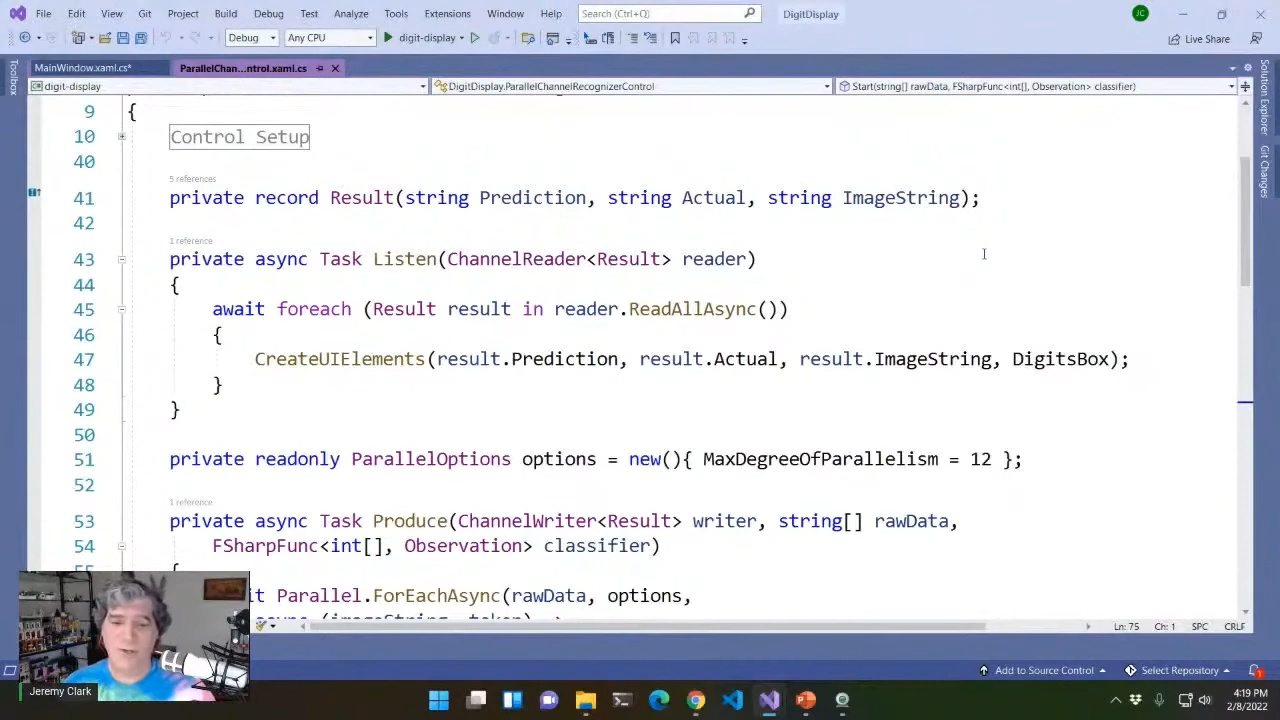 File Edit View Git Project Build Debug Test Analyze Tools Extensions Window Help Search (Ctrl+Q) DigitDisplay JC
Debug Any CPU digit-display Live Share
MainWindow.xaml.cs* ParallelChan...ntrol.xaml.cs
digit-display DigitDisplay.ParallelChannelRecognizerControl Start(string[] rawData, FSharpFunc<int[], Observation> classifier)
Toolbox
Solution Explorer
Git Changes
9 {
10 Control Setup
40
5 references
41 private record Result(string Prediction, string Actual, string ImageString);
42
1 reference
43 private async Task Listen(ChannelReader<Result> reader)
44 {
45 await foreach (Result result in reader.ReadAllAsync())
46 {
47 CreateUIElements(result.Prediction, result.Actual, result.ImageString, DigitsBox);
48 }
49 }
50
51 private readonly ParallelOptions options = new(){ MaxDegreeOfParallelism = 12 };
52
1 reference
53 private async Task Produce(ChannelWriter<Result> writer, string[] rawData,
54 FSharpFunc<int[], Observation> classifier)
Parallel.ForEachAsync(rawData, options,
Ln: 75 Ch: 1 SPC CRLF
Add to Source Control Select Repository 1
Jeremy Clark
4:19 PM
2/8/2022